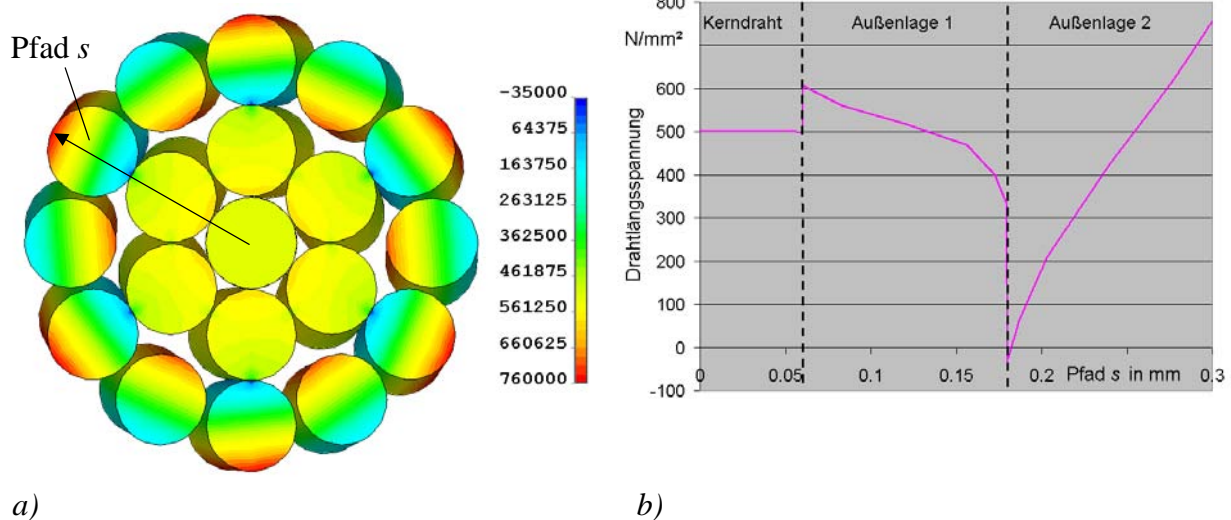 Pfad s
-35000
64375
163750
263125
362500
461875
561250
660625
760000
a)
800
N/mm²
600
500
400
300
200
100
0
-100
Drahtlängsspannung
Kerndraht Außenlage 1 Außenlage 2
0 0.05 0.1 0.15 0.2 Pfad s in mm 0.3
b)